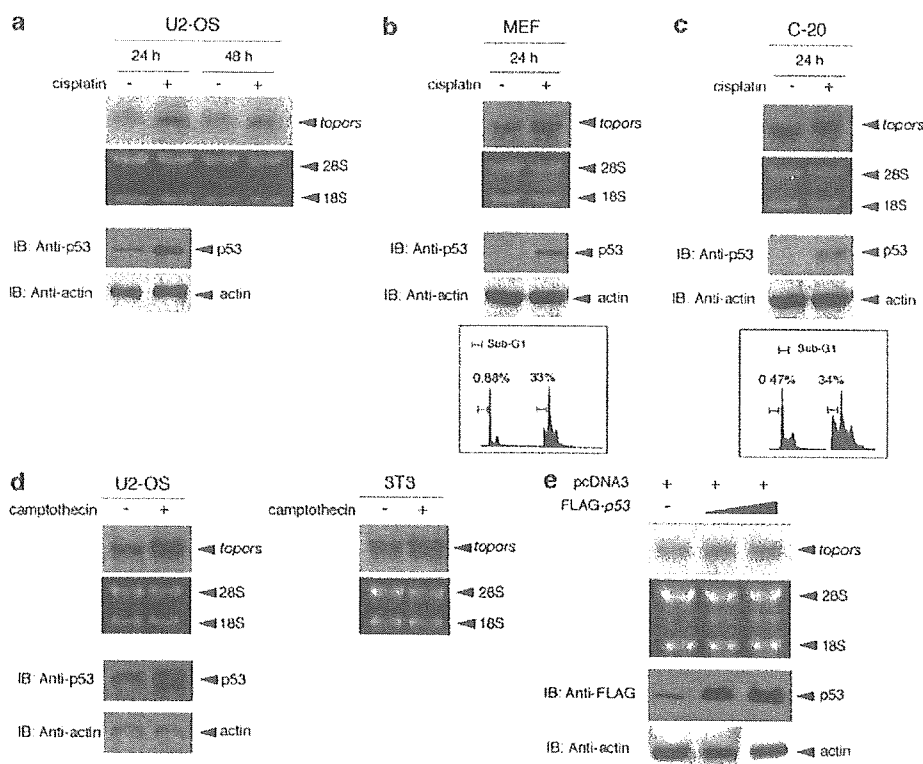 a
U2-OS
24 h 48 h
cisplatin - + - +
topors
28S
18S
IB: Anti-p53 p53
IB: Anti-actin actin
b
MEF
24 h
cisplatin - +
topors
28S
18S
IB: Anti-p53 p53
IB: Anti-actin actin
Sub-G1
0.88% 33%
c
C-20
24 h
cisplatin - +
topors
28S
18S
IB: Anti-p53 p53
IB: Anti-actin actin
Sub-G1
0.47% 34%
d
U2-OS
camptothecin - +
topors
28S
18S
IB: Anti-p53 p53
IB: Anti-actin actin
3T3
camptothecin - +
topors
28S
18S
e
pcDNA3 + + +
FLAG-p53 -
topors
28S
18S
IB: Anti-FLAG p53
IB: Anti-actin actin